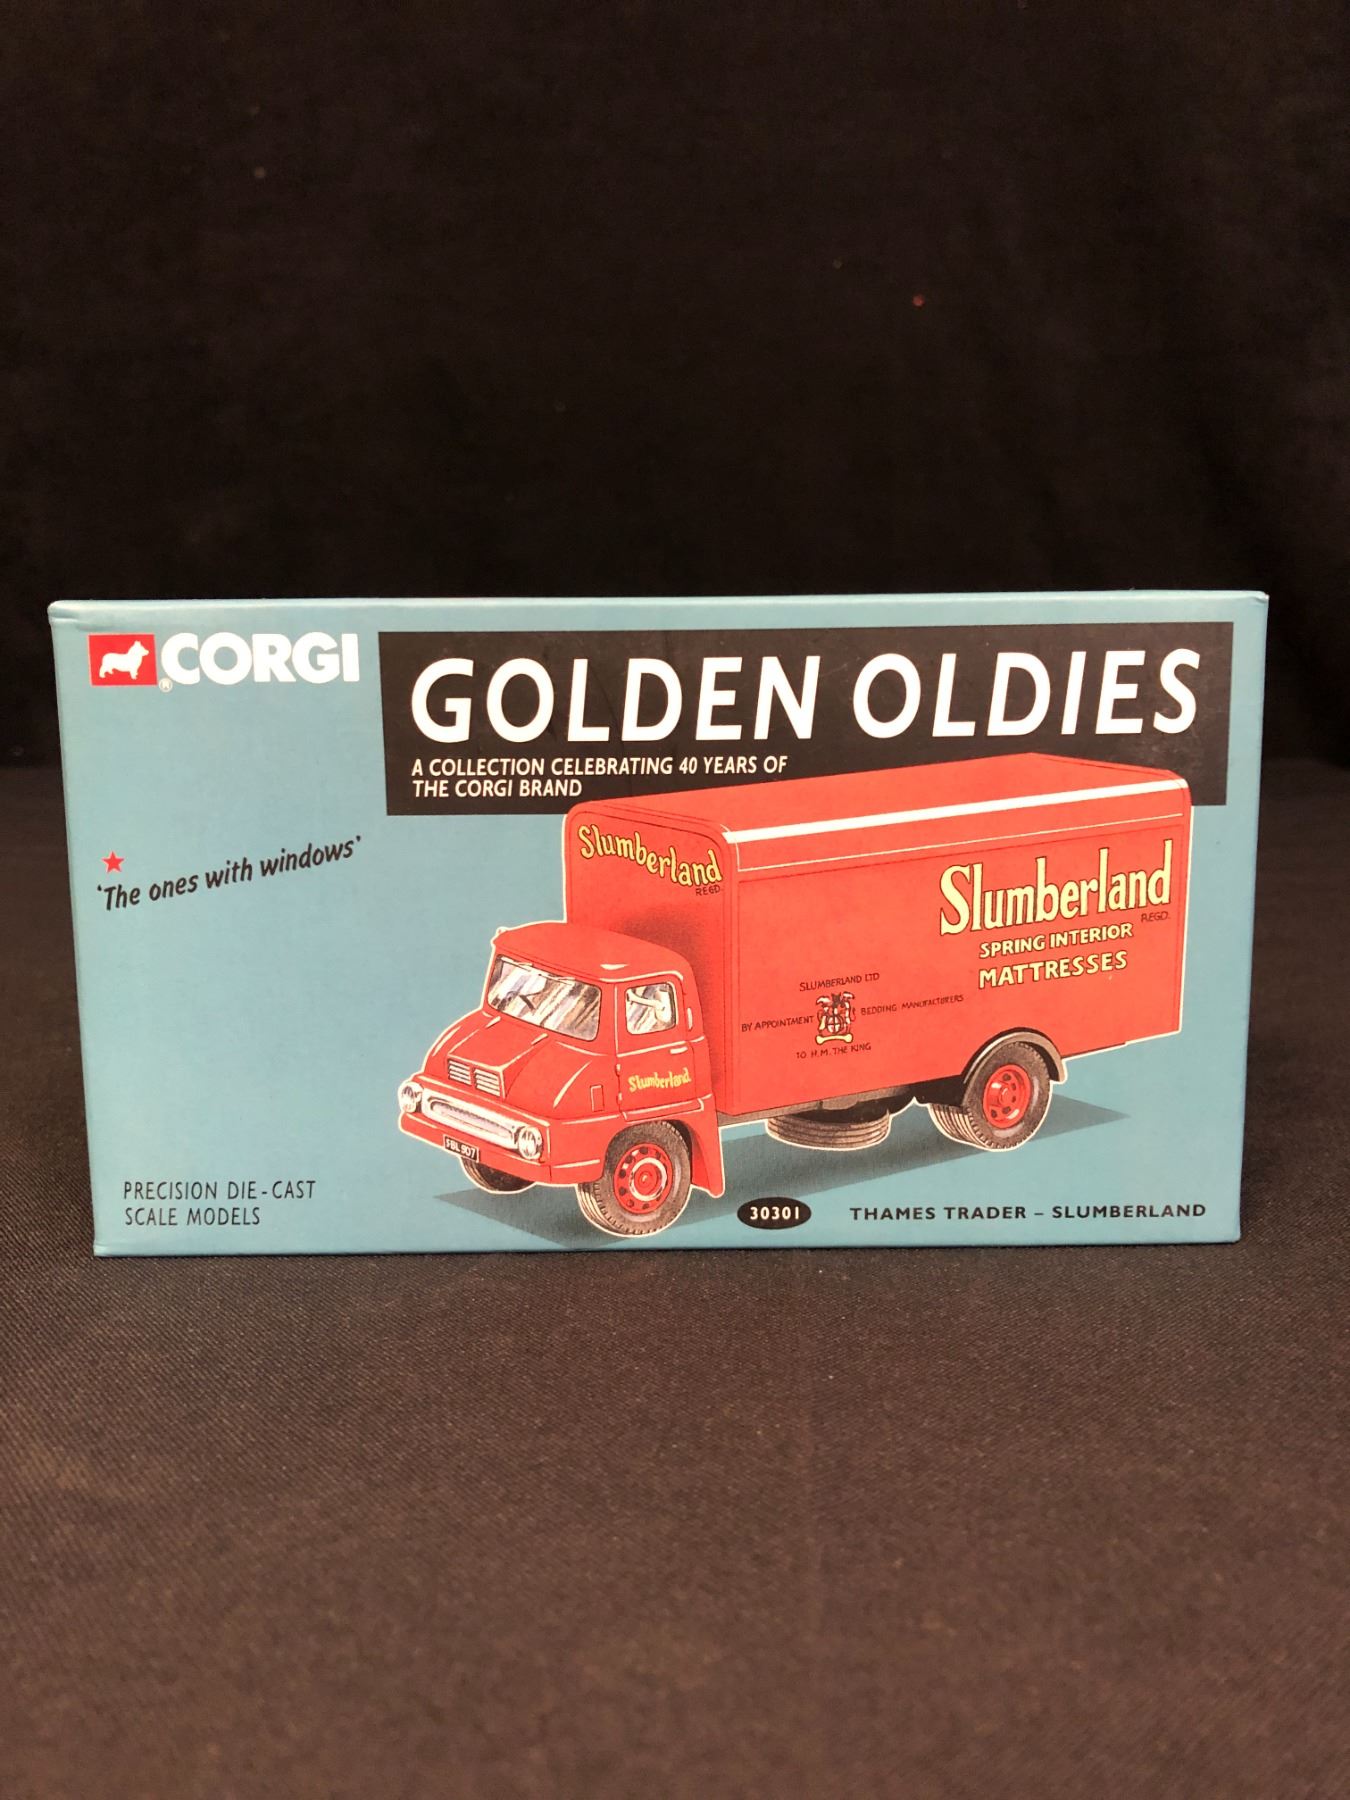 CORGI
GOLDEN OLDIES
A COLLECTION CELEBRATING 40 YEARS OF
THE CORGI BRAND
'The ones with windows'
Slumberland
REGD.
Slumberland
REGD.
SPRING INTERIOR
MATTRESSES
SLUMBERLAND LTD
BY APPOINTMENT BEDDING MANUFACTURERS
TO H.M. THE KING
Slumberland
SBL 907
PRECISION DIE-CAST
SCALE MODELS
30301 THAMES TRADER – SLUMBERLAND